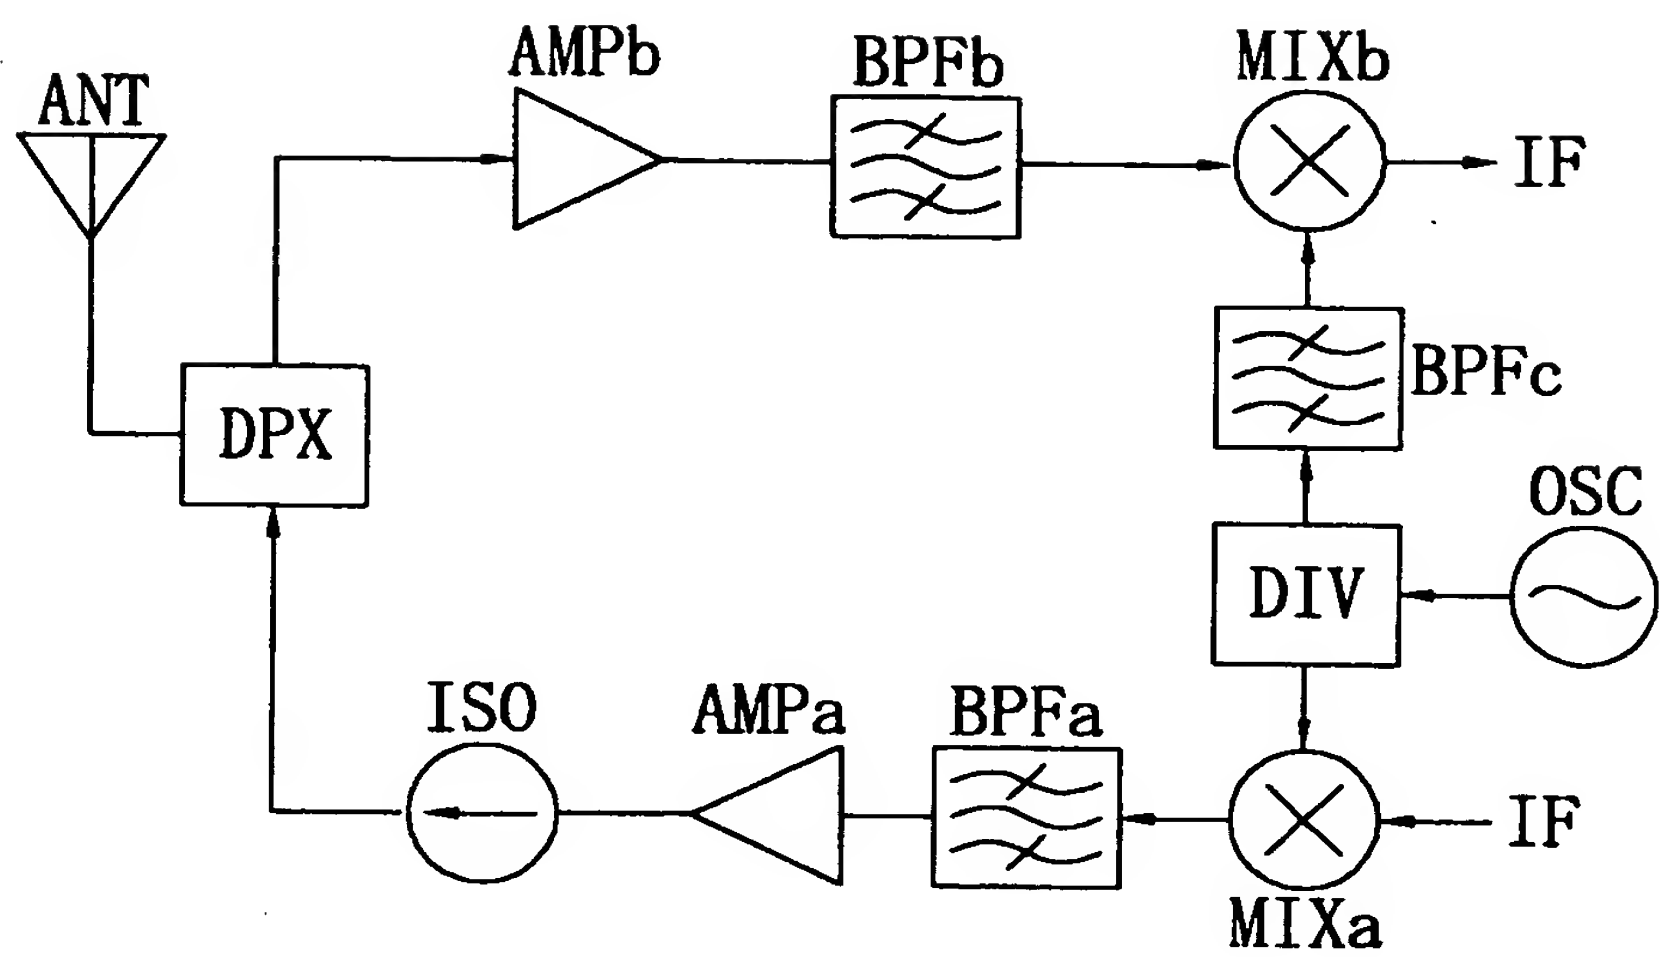 AMPb
BPFb
MIXb
ANT
IF
BPFc
DPX
OSC
DIV
ISO
AMPa
BPFa
IF
MIXa